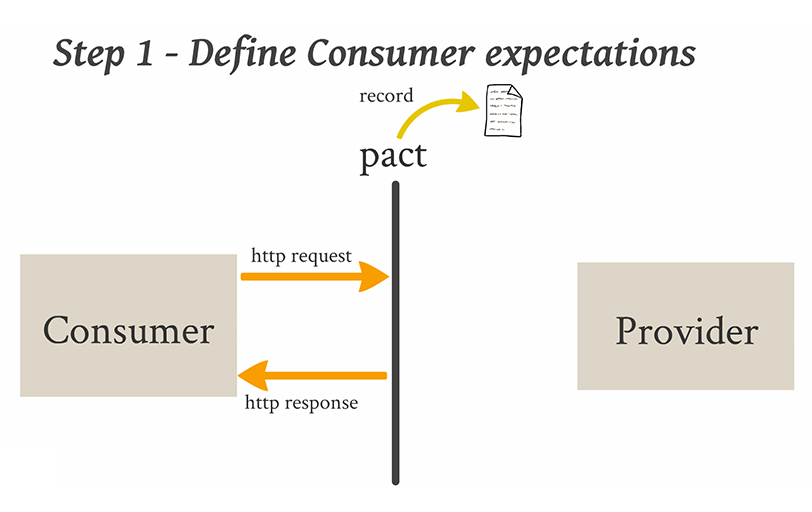 Step 1 - Define Consumer expectations
record
pact
http request
Consumer
Provider
http response